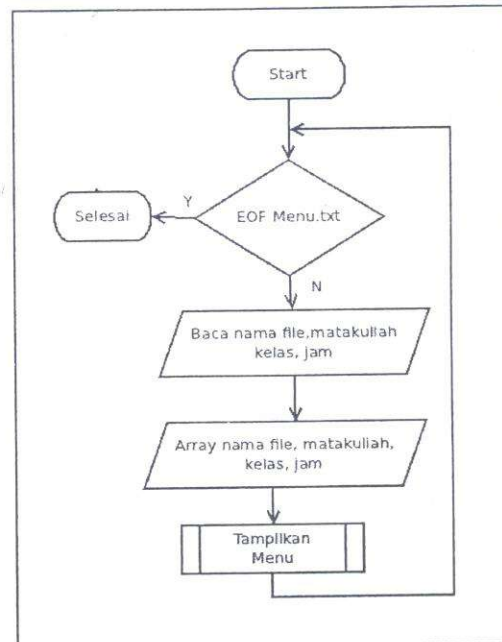 Start
EOF Menu.txt
Y
Selesai
N
Baca nama file,matakuliah
kelas, jam
Array nama file, matakuliah,
kelas, jam
Tampilkan
Menu